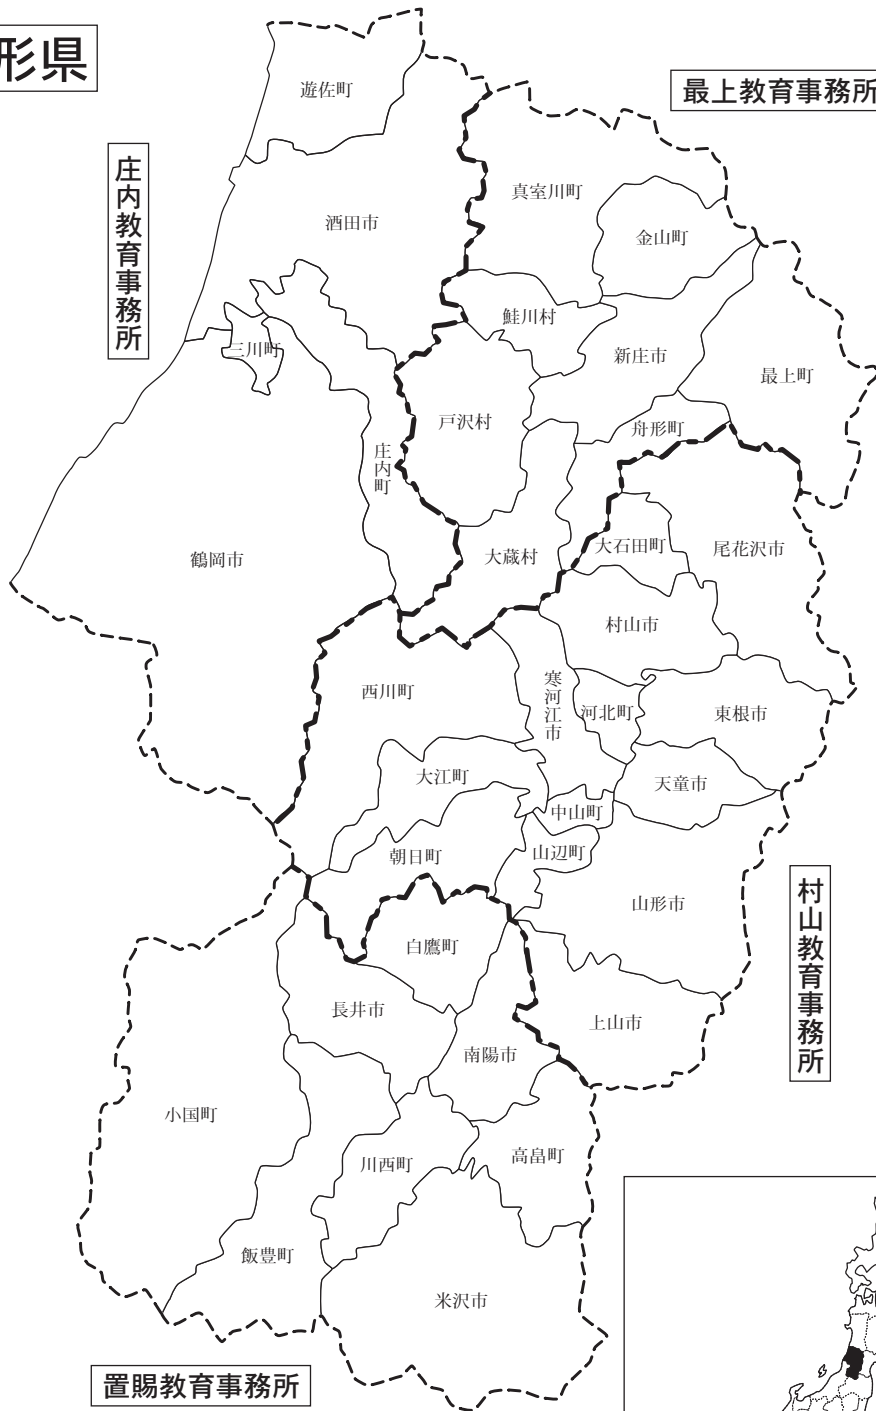 形県
最上教育事務所
庄内教育事務所
遊佐町
真室川町
酒田市
金山町
鮭川村
三川町
新庄市
最上町
戸沢村
舟形町
庄内町
大蔵村
大石田町
尾花沢市
鶴岡市
村山市
西川町
寒河江市
河北町
東根市
大江町
天童市
中山町
朝日町
山辺町
山形市
村山教育事務所
白鷹町
長井市
上山市
南陽市
小国町
川西町
高畠町
飯豊町
米沢市
置賜教育事務所